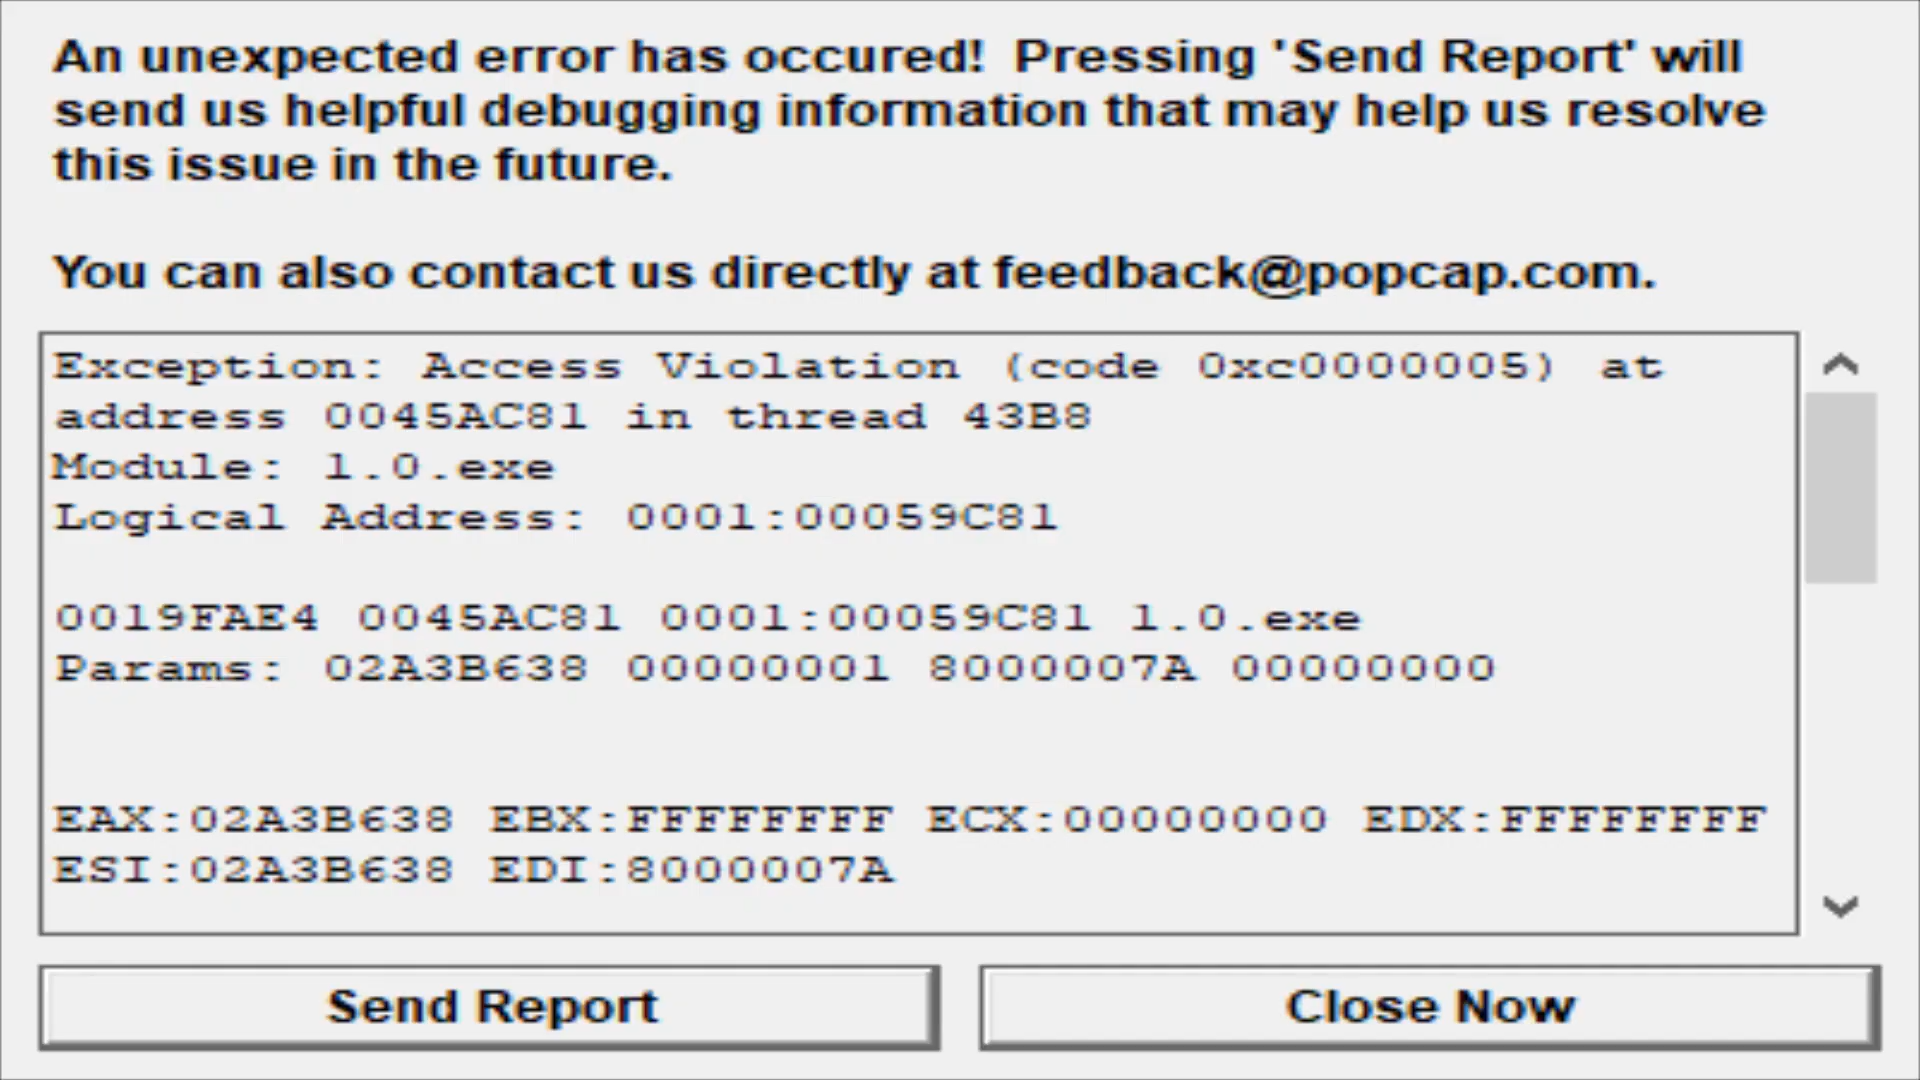 An unexpected error has occured!  Pressing 'Send Report' will
send us helpful debugging information that may help us resolve
this issue in the future.
You can also contact us directly at feedback@popcap.com.
Exception: Access Violation (code 0xc0000005) at
address 0045AC81 in thread 43B8
Module: 1.0.exe
Logical Address: 0001:00059C81
0019FAE4 0045AC81 0001:00059C81 1.0.exe
Params: 02A3B638 00000001 8000007A 00000000
EAX:02A3B638 EBX:FFFFFFFF ECX:00000000 EDX:FFFFFFFF
ESI:02A3B638 EDI:8000007A
Send Report
Close Now